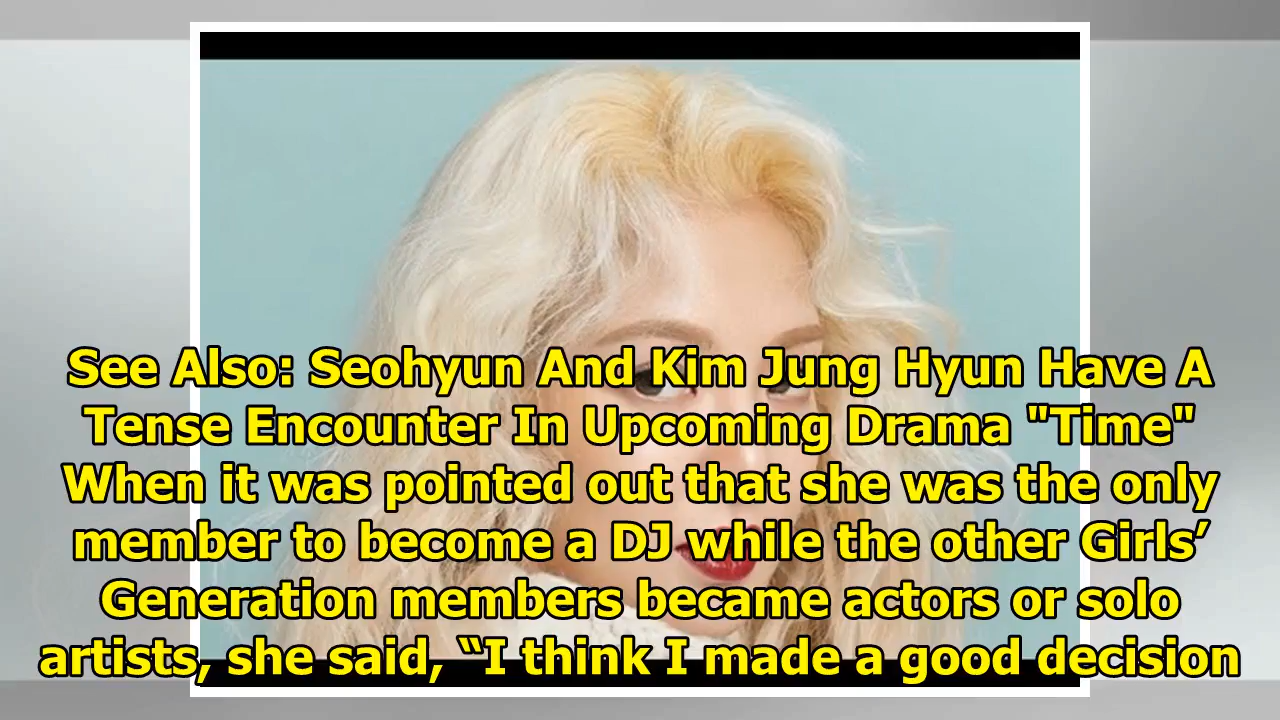 See Also: Seohyun And Kim Jung Hyun Have A
Tense Encounter In Upcoming Drama "Time"
When it was pointed out that she was the only
member to become a DJ while the other Girls’
Generation members became actors or solo
artists, she said, “I think I made a good decision